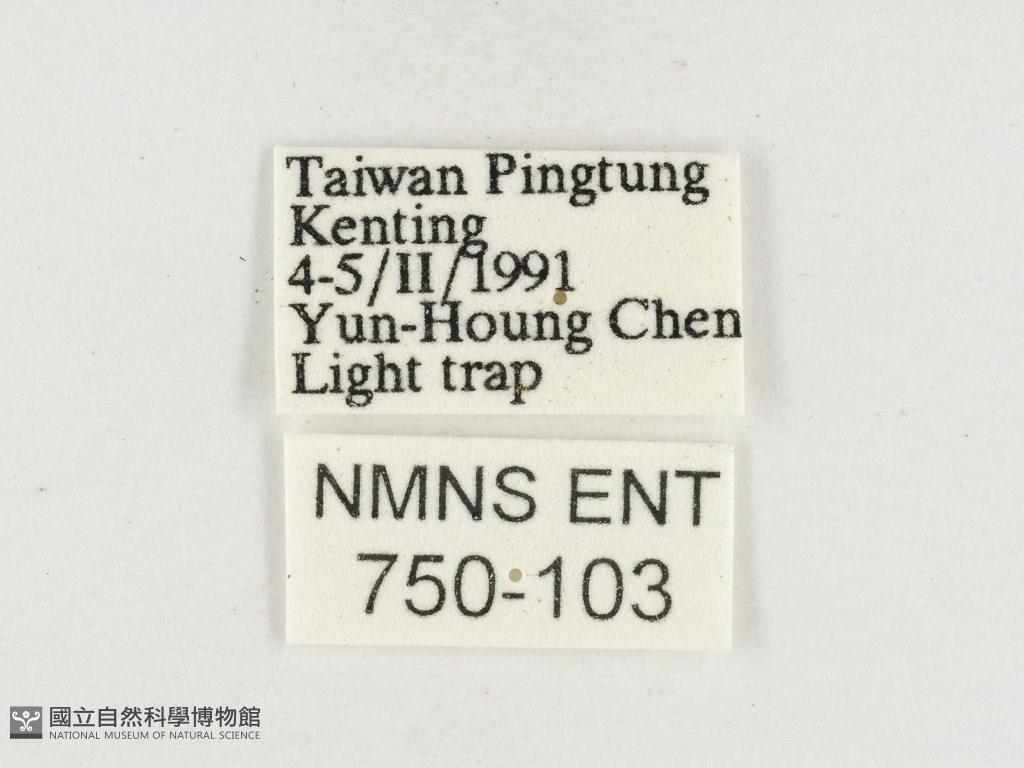 Taiwan Pingtung
Kenting
4-5/II/1991
Yun-Houng Chen
Light trap
NMNS ENT
750-103
國立自然科學博物館
NATIONAL MUSEUM OF NATURAL SCIENCE